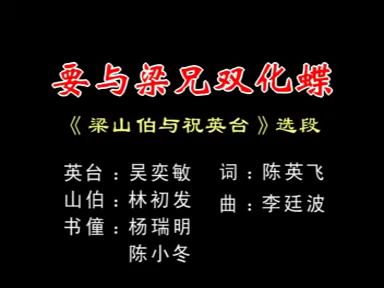 要与梁兄双化蝶
《梁山伯与祝英台》选段
英台：吴奕敏
山伯：林初发
书僮：杨瑞明
陈小冬
词：陈英飞
曲：李廷波